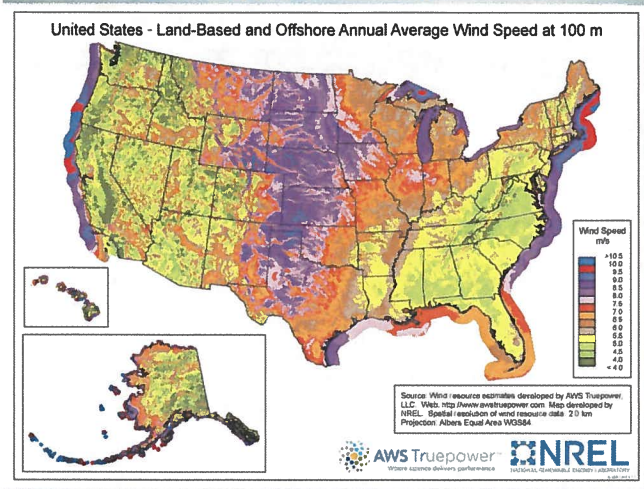 United States - Land-Based and Offshore Annual Average Wind Speed at 100 m
Wind Speed
m/s
>10.5
10.0
9.5
9.0
8.5
8.0
7.5
7.0
6.5
6.0
5.5
5.0
4.5
4.0
< 4.0
Source: Wind resource estimates developed by AWS Truepower,
LLC. Web: http://www.awstruepower.com. Map developed by
NREL. Spatial resolution of wind resource data: 2.0 km
Projection: Albers Equal Area WGS84
AWS Truepower™
Where science delivers performance
NREL
NATIONAL RENEWABLE ENERGY LABORATORY